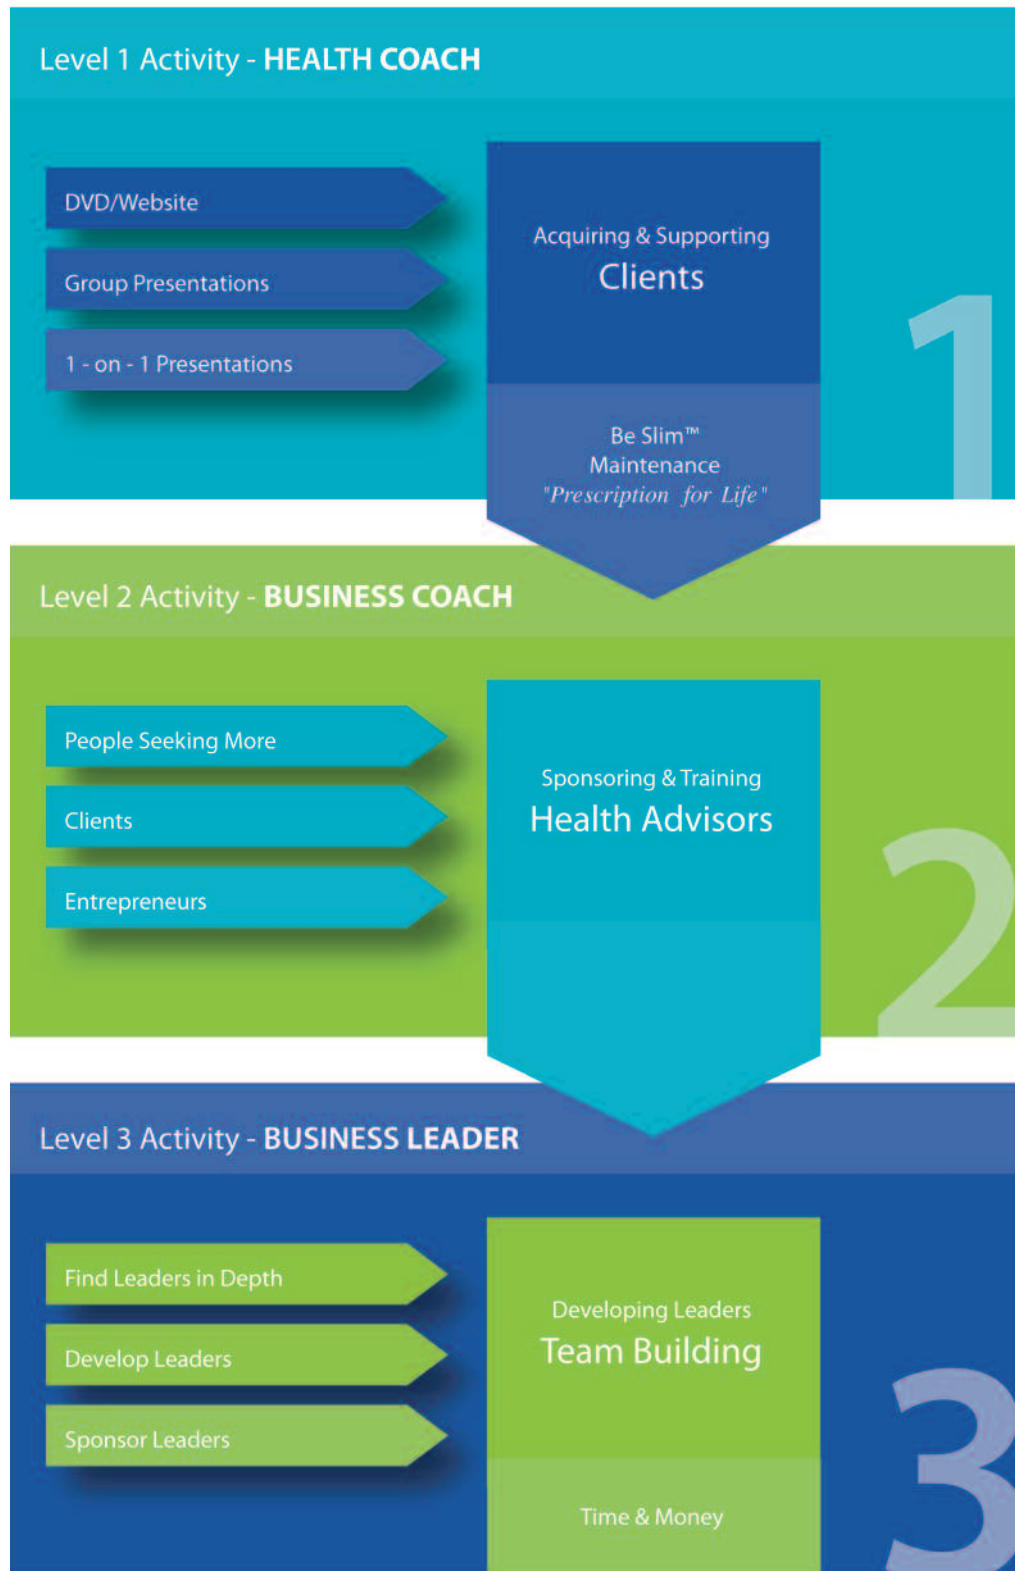 Level 1 Activity - HEALTH COACH
DVD/Website
Group Presentations
1 - on - 1 Presentations
Acquiring & Supporting
Clients
Be Slim™
Maintenance
"Prescription for Life"
1
Level 2 Activity - BUSINESS COACH
People Seeking More
Clients
Entrepreneurs
Sponsoring & Training
Health Advisors
2
Level 3 Activity - BUSINESS LEADER
Find Leaders in Depth
Develop Leaders
Sponsor Leaders
Developing Leaders
Team Building
Time & Money
3